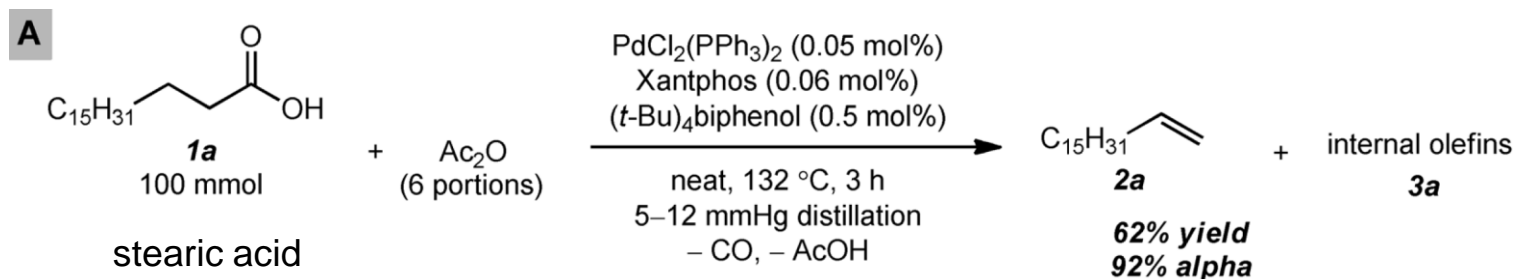 A
O
OH
C₁₅H₃₁
1a
100 mmol
stearic acid
+
Ac₂O
(6 portions)
PdCl₂(PPh₃)₂ (0.05 mol%)
Xantphos (0.06 mol%)
(t-Bu)₄biphenol (0.5 mol%)
neat, 132 °C, 3 h
5–12 mmHg distillation
– CO, – AcOH
C₁₅H₃₁
2a
62% yield
92% alpha
+
internal olefins
3a